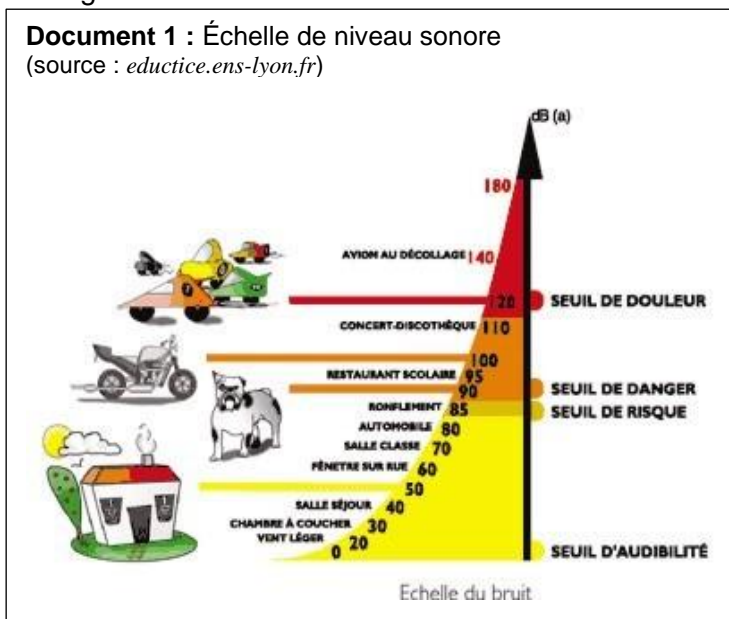 Document 1 : Échelle de niveau sonore
(source : eductice.ens-lyon.fr)
dB (a)
180
AVIOM AU DÉCOLLAGE 140
120 SEUIL DE DOULEUR
CONCERT-DISCOTHÈQUE 110
100
RESTAURANT SCOLAIRE 95
90 SEUIL DE DANGER
RONFLEMENT 85 SEUIL DE RISQUE
AUTOMOBILE 80
SALLE CLASSE 70
FÊNETRE SUR RUE 60
50
SALLE SÉJOUR 40
CHAMBRE À COUCHER 30
VENT LÉGER 20
0 SEUIL D'AUDIBILITÉ
Echelle du bruit